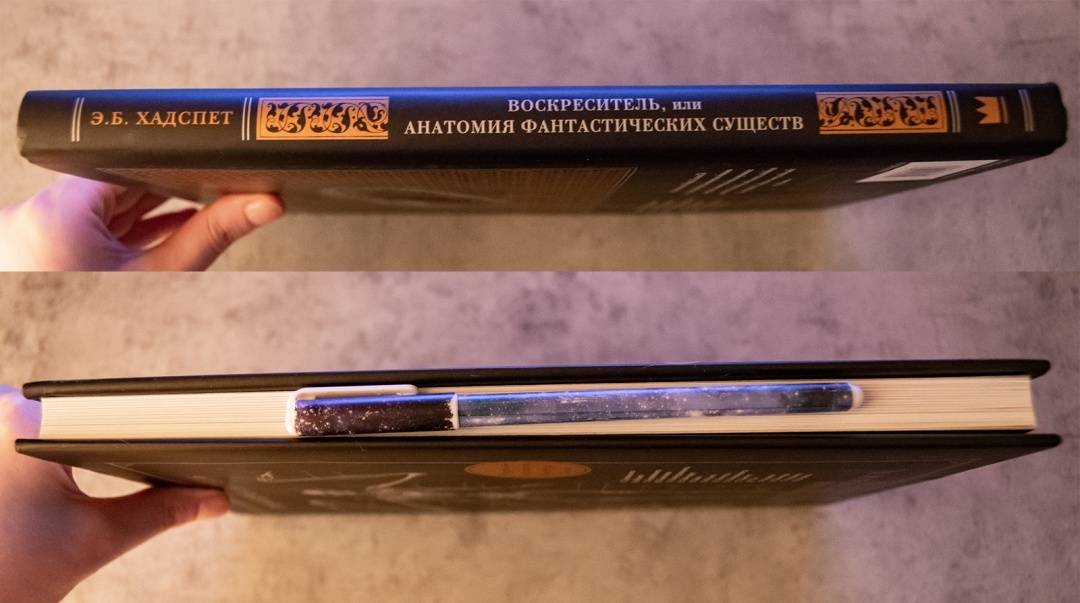 Э.Б. ХАДСПЕТ
ВОСКРЕСИТЕЛЬ, или
АНАТОМИЯ ФАНТАСТИЧЕСКИХ СУЩЕСТВ